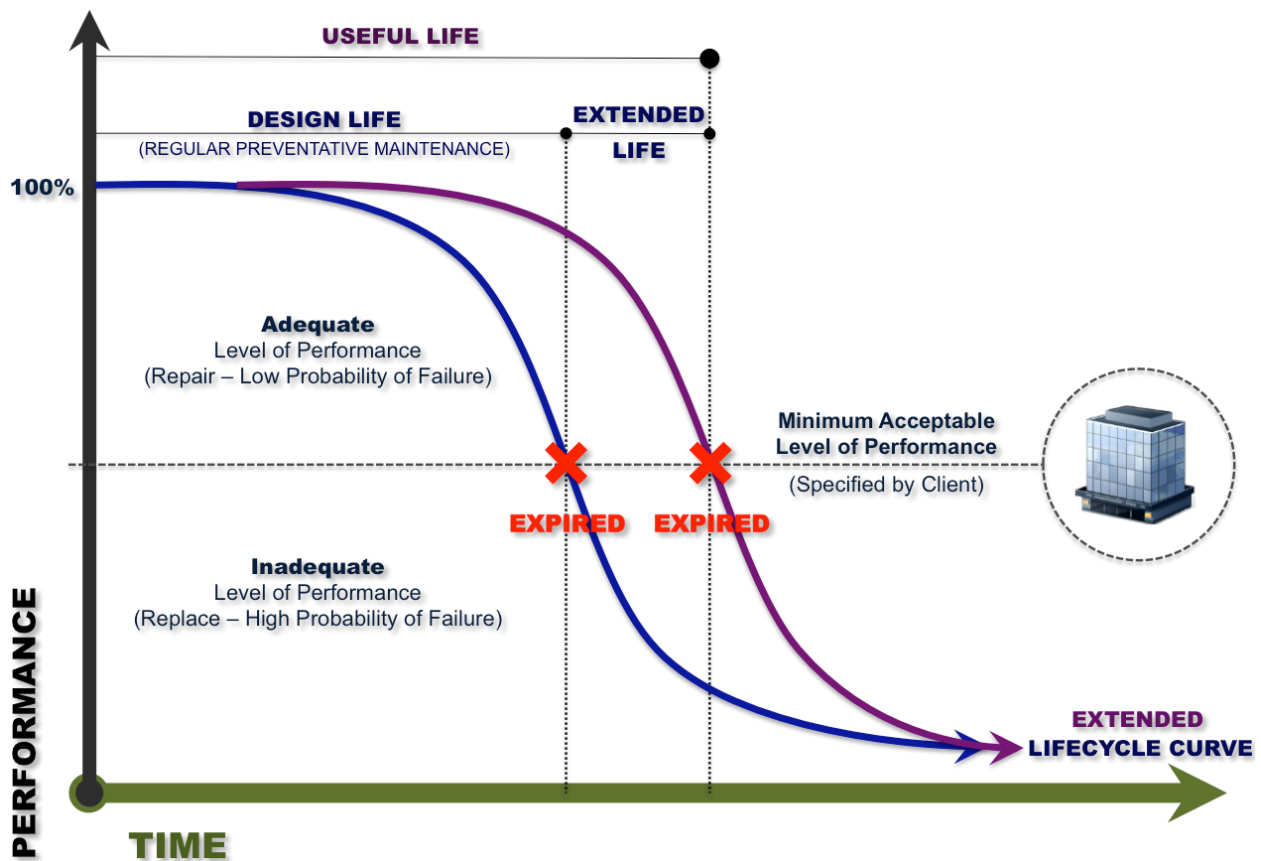 USEFUL LIFE
DESIGN LIFE
(REGULAR PREVENTATIVE MAINTENANCE)
EXTENDED
LIFE
100%
Adequate
Level of Performance
(Repair – Low Probability of Failure)
Minimum Acceptable
Level of Performance
(Specified by Client)
EXPIRED
EXPIRED
Inadequate
Level of Performance
(Replace – High Probability of Failure)
EXTENDED
LIFECYCLE CURVE
PERFORMANCE
TIME